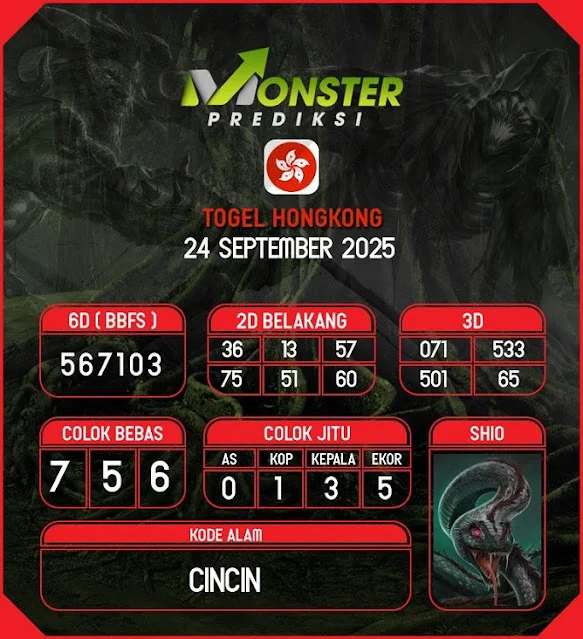 MONSTER
PREDIKSI
TOGEL HONGKONG
24 SEPTEMBER 2025
6D ( BBFS )
567103
2D BELAKANG
36 13 57
75 51 60
3D
071 533
501 65
COLOK BEBAS
7 5 6
COLOK JITU
AS KOP KEPALA EKOR
0 1 3 5
SHIO
KODE ALAM
CINCIN